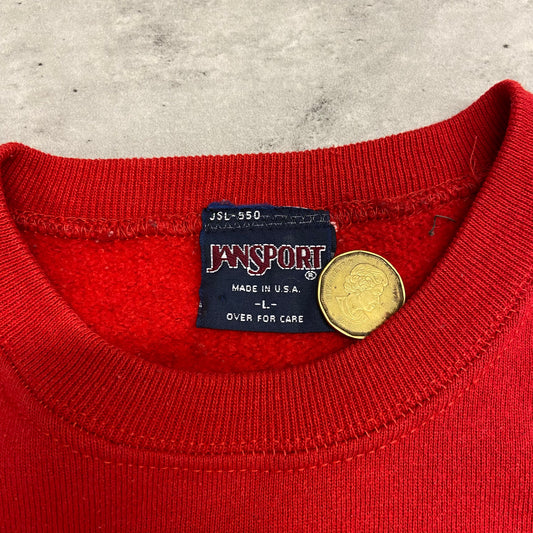 JSL-550
JANSPORT®
MADE IN U.S.A.
-L-
OVER FOR CARE